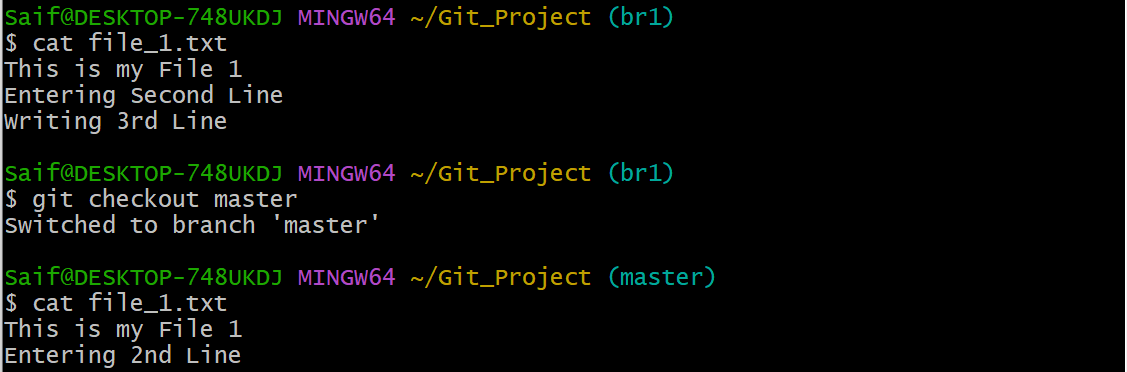 Saif@DESKTOP-748UKDJ MINGW64 ~/Git_Project (br1)
$ cat file_1.txt
This is my File 1
Entering Second Line
Writing 3rd Line
Saif@DESKTOP-748UKDJ MINGW64 ~/Git_Project (br1)
$ git checkout master
Switched to branch 'master'
Saif@DESKTOP-748UKDJ MINGW64 ~/Git_Project (master)
$ cat file_1.txt
This is my File 1
Entering 2nd Line